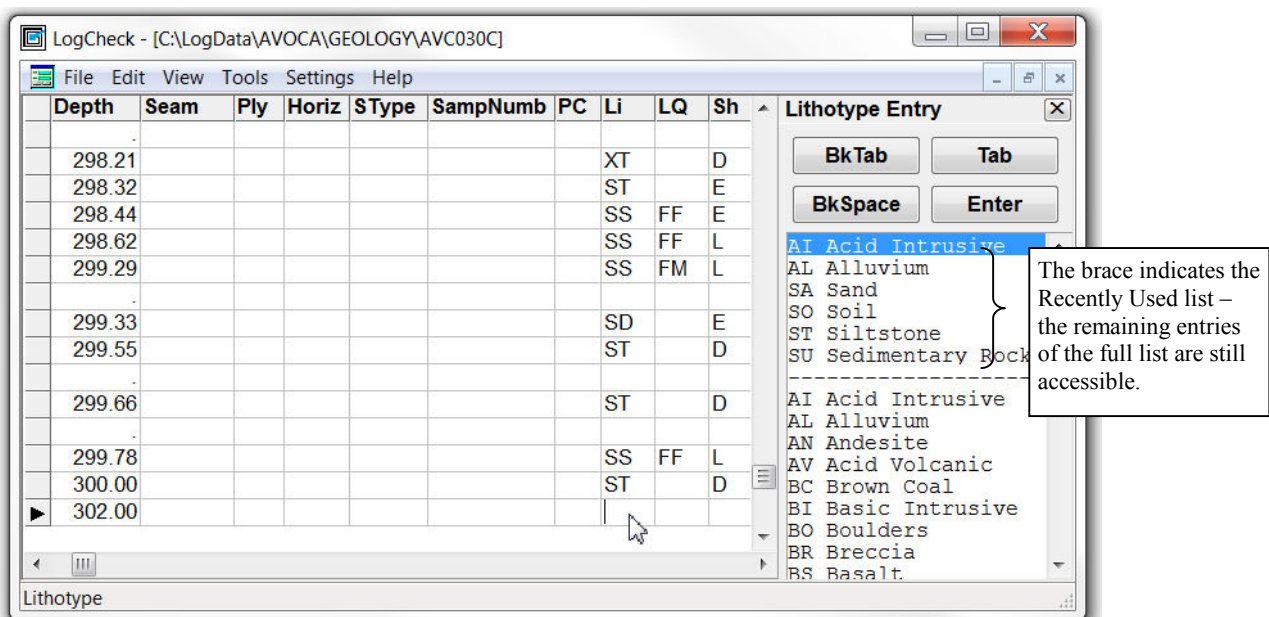 LogCheck - [C:\LogData\AVOCA\GEOLOGY\AVC030C]
File Edit View Tools Settings Help
Depth Seam Ply Horiz SType SampNumb PC Li LQ Sh
.
298.21 XT D
298.32 ST E
298.44 SS FF E
298.62 SS FF L
299.29 SS FM L
.
299.33 SD E
299.55 ST D
.
299.66 ST D
.
299.78 SS FF L
300.00 ST D
302.00
Lithotype
Lithotype Entry
BkTab Tab
BkSpace Enter
AI Acid Intrusive
AL Alluvium
SA Sand
SO Soil
ST Siltstone
SU Sedimentary Rock
--------------------
AI Acid Intrusive
AL Alluvium
AN Andesite
AV Acid Volcanic
BC Brown Coal
BI Basic Intrusive
BO Boulders
BR Breccia
BS Basalt
The brace indicates the
Recently Used list –
the remaining entries
of the full list are still
accessible.